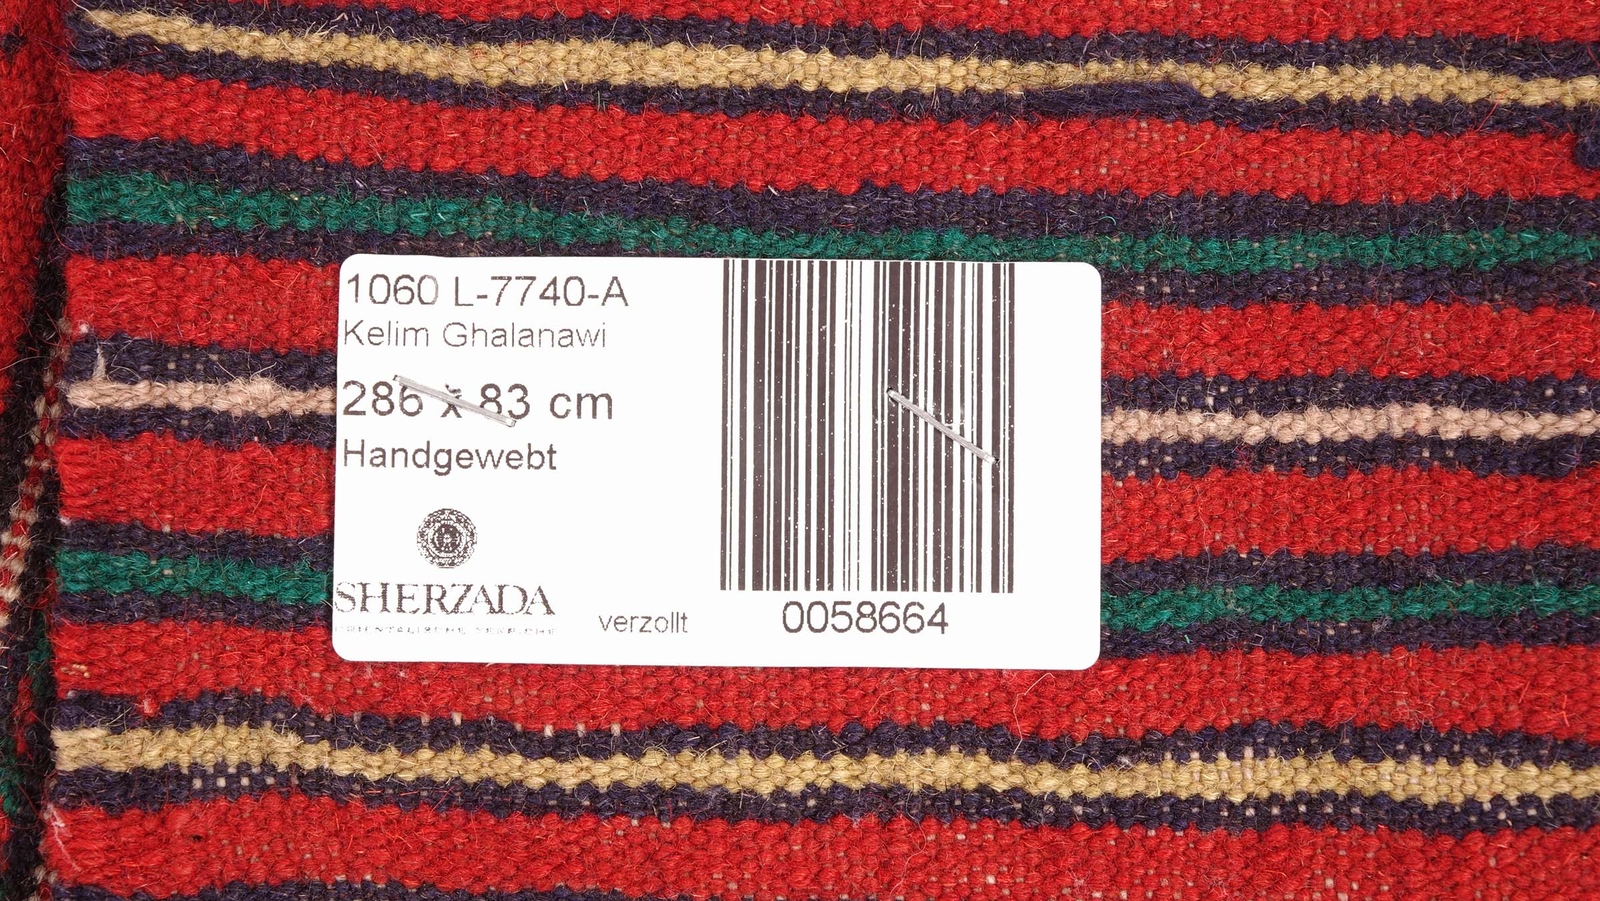 1060 L-7740-A
Kelim Ghalanawi
286 x 83 cm
Handgewebt
SHERZADA
verzollt
0058664